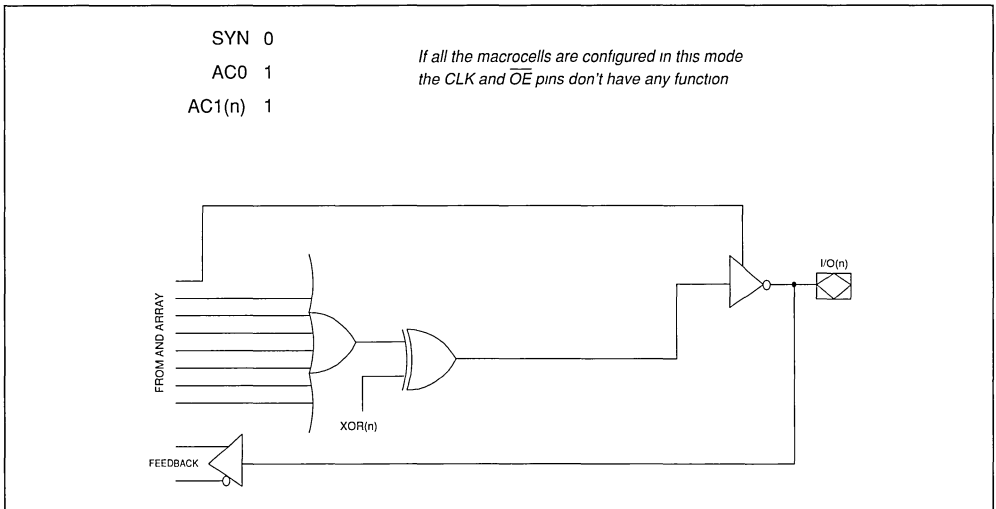 SYN 0
If all the macrocells are configured in this mode
AC0 1
the CLK and OE pins don't have any function
AC1(n) 1
I/O(n)
FROM AND ARRAY
XOR(n)
FEEDBACK